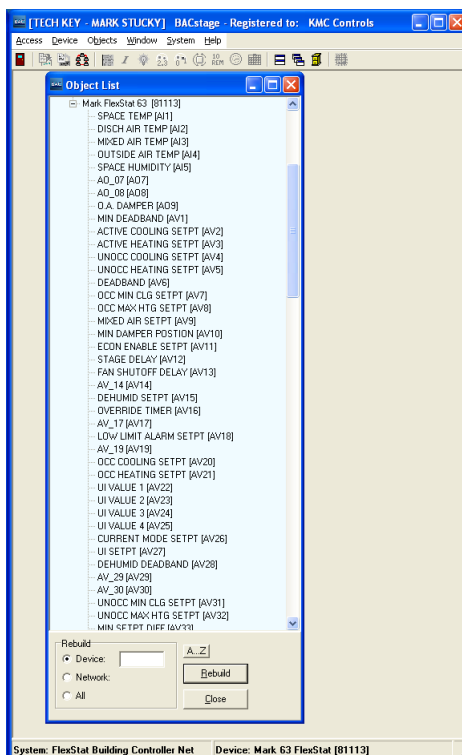 [TECH KEY - MARK STUCKY] BACstage - Registered to: KMC Controls
Access Device Objects Window System Help
Object List
Mark FlexStat 63 [81113]
SPACE TEMP [AI1]
DISCH AIR TEMP [AI2]
MIXED AIR TEMP [AI3]
OUTSIDE AIR TEMP [AI4]
SPACE HUMIDITY [AI5]
AO_07 [AO7]
AO_08 [AO8]
O.A. DAMPER [AO9]
MIN DEADBAND [AV1]
ACTIVE COOLING SETPT [AV2]
ACTIVE HEATING SETPT [AV3]
UNOCC COOLING SETPT [AV4]
UNOCC HEATING SETPT [AV5]
DEADBAND [AV6]
OCC MIN CLG SETPT [AV7]
OCC MAX HTG SETPT [AV8]
MIXED AIR SETPT [AV9]
MIN DAMPER POSTION [AV10]
ECON ENABLE SETPT [AV11]
STAGE DELAY [AV12]
FAN SHUTOFF DELAY [AV13]
AV_14 [AV14]
DEHUMID SETPT [AV15]
OVERRIDE TIMER [AV16]
AV_17 [AV17]
LOW LIMIT ALARM SETPT [AV18]
AV_19 [AV19]
OCC COOLING SETPT [AV20]
OCC HEATING SETPT [AV21]
UI VALUE 1 [AV22]
UI VALUE 2 [AV23]
UI VALUE 3 [AV24]
UI VALUE 4 [AV25]
CURRENT MODE SETPT [AV26]
UI SETPT [AV27]
DEHUMID DEADBAND [AV28]
AV_29 [AV29]
AV_30 [AV30]
UNOCC MIN CLG SETPT [AV31]
UNOCC MAX HTG SETPT [AV32]
MIN SETPT DIFF [AV33]
Rebuild
Device:
Network:
All
A...Z
Rebuild
Close
System: FlexStat Building Controller Net Device: Mark 63 FlexStat [81113]